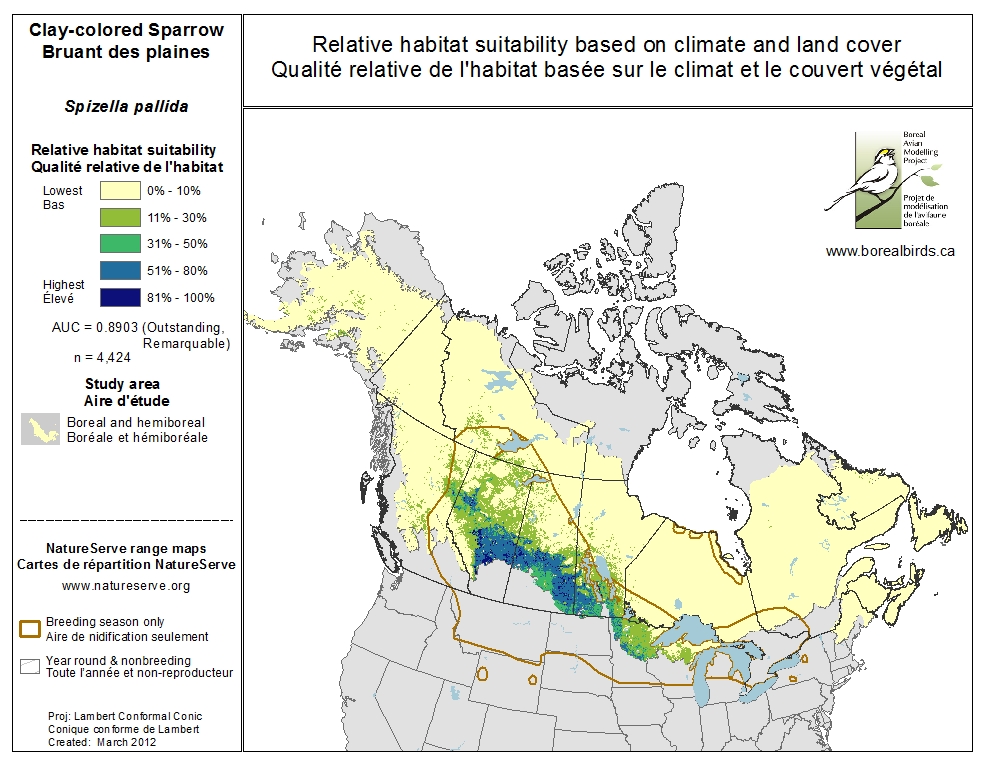 Clay-colored Sparrow
Bruant des plaines
Spizella pallida
Relative habitat suitability
Qualité relative de l'habitat
Lowest
Bas
0% - 10%
11% - 30%
31% - 50%
51% - 80%
Highest
Élevé
81% - 100%
AUC = 0.8903 (Outstanding,
Remarquable)
n = 4,424
Study area
Aire d'étude
Boreal and hemiboreal
Boréale et hémiboréale
NatureServe range maps
Cartes de répartition NatureServe
www.natureserve.org
Breeding season only
Aire de nidification seulement
Year round & nonbreeding
Toute l'année et non-reproducteur
Proj: Lambert Conformal Conic
Conique conforme de Lambert
Created: March 2012
Relative habitat suitability based on climate and land cover
Qualité relative de l'habitat basée sur le climat et le couvert végétal
Boreal
Avian
Modelling
Project
Projet de
modélisation
de l'avifaune
boréale
www.borealbirds.ca